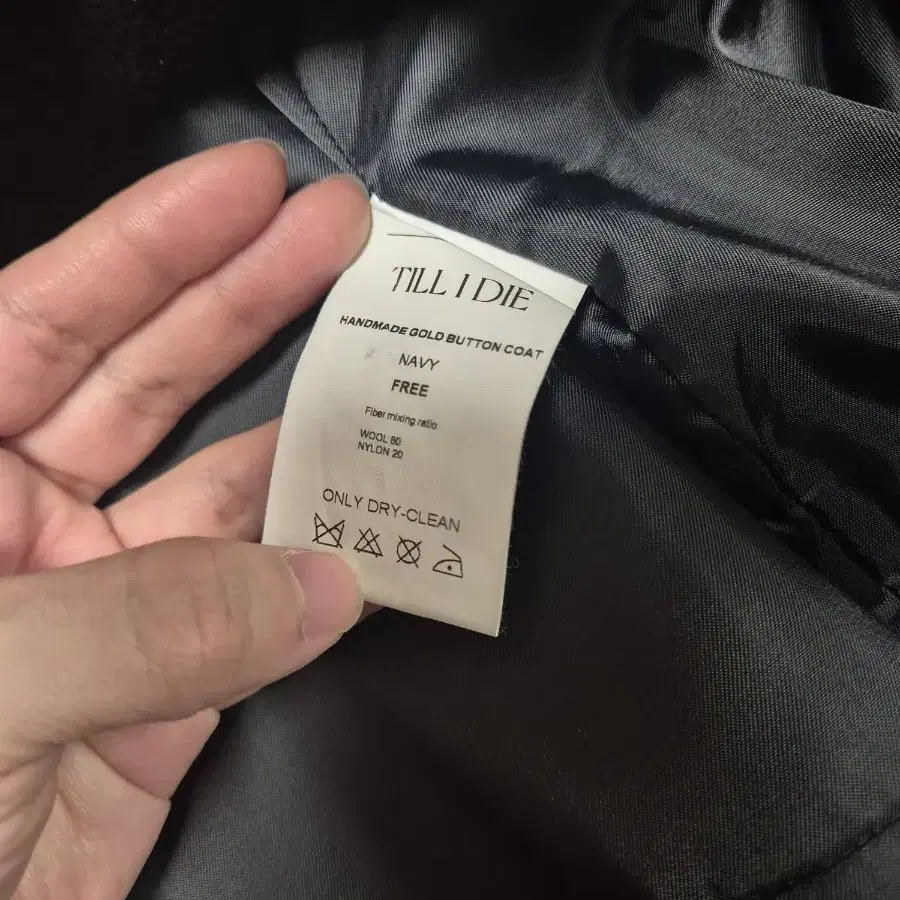 TILL I DIE
HANDMADE GOLD BUTTON COAT
NAVY
FREE
Fiber mixing ratio
WOOL 80
NYLON 20
ONLY DRY-CLEAN